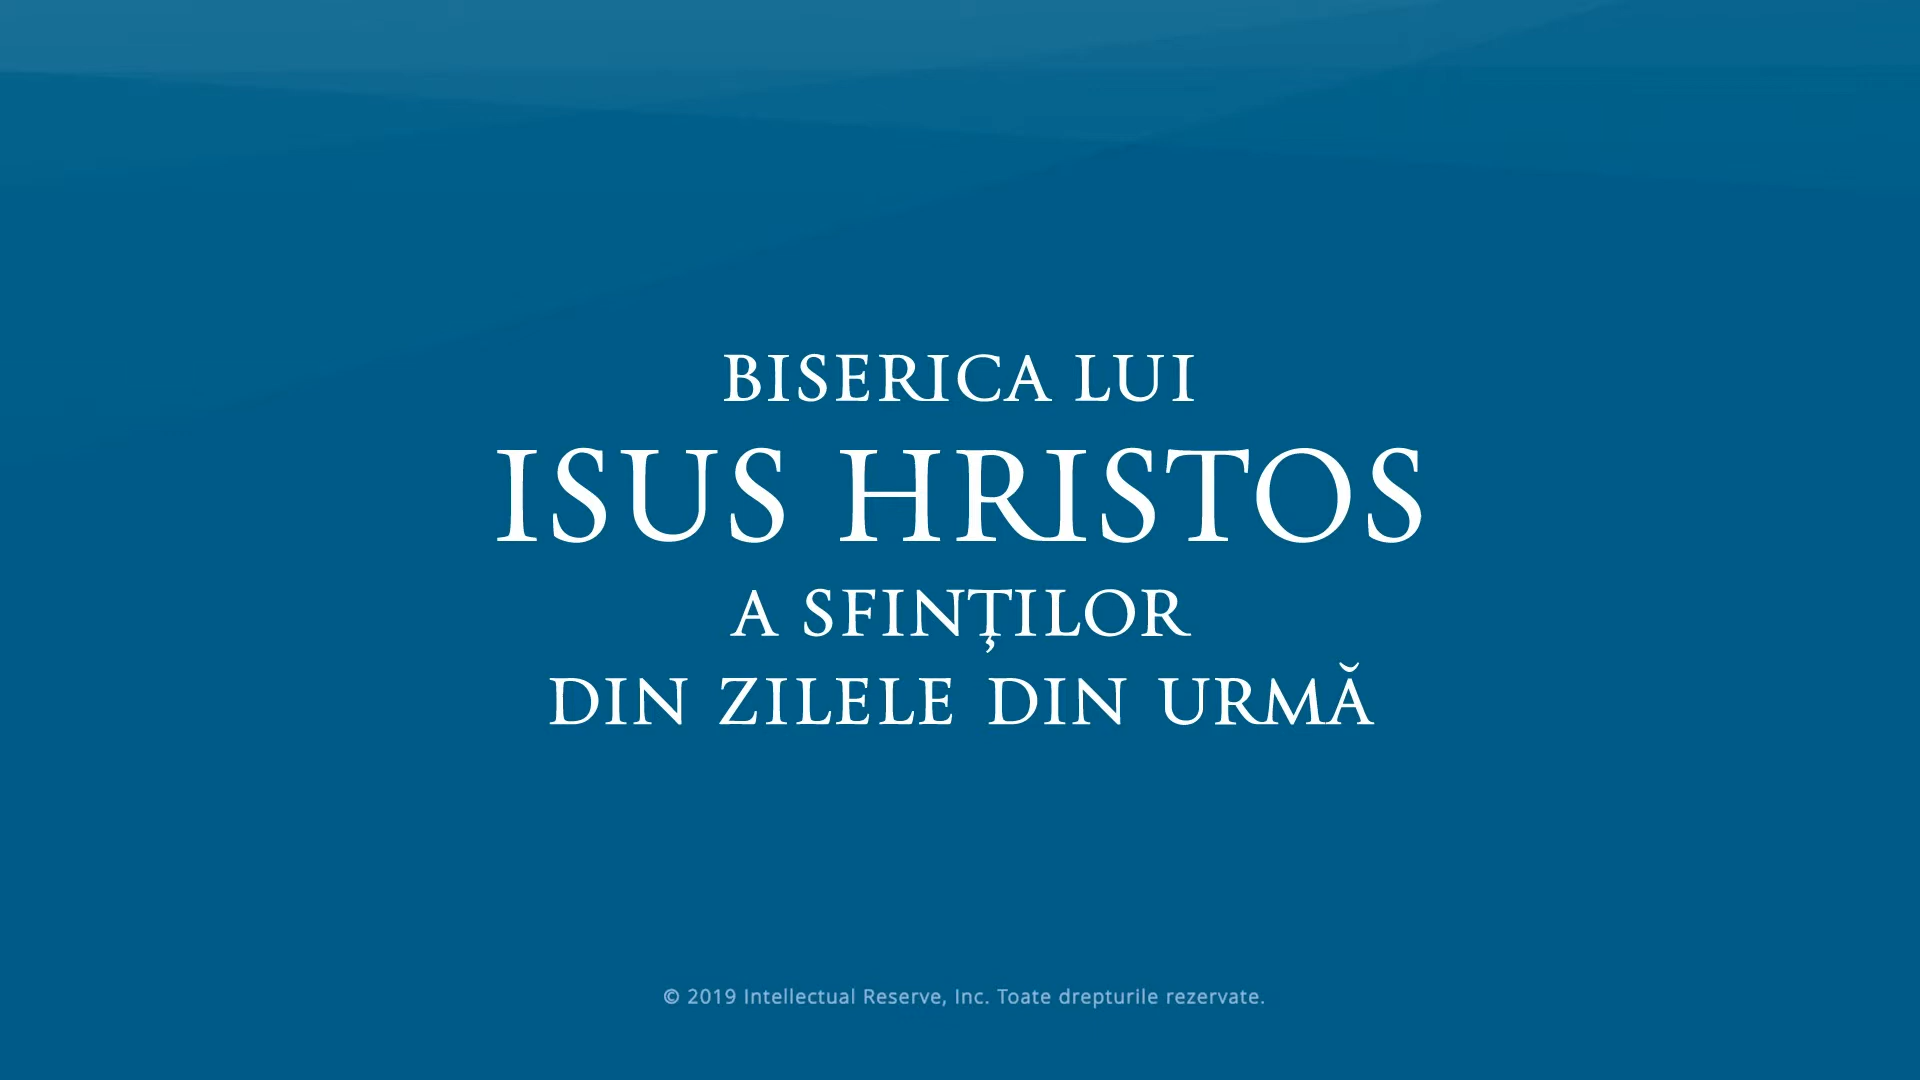 BISERICA LUI
ISUS HRISTOS
A SFINȚILOR
DIN ZILELE DIN URMĂ
© 2019 Intellectual Reserve, Inc. Toate drepturile rezervate.